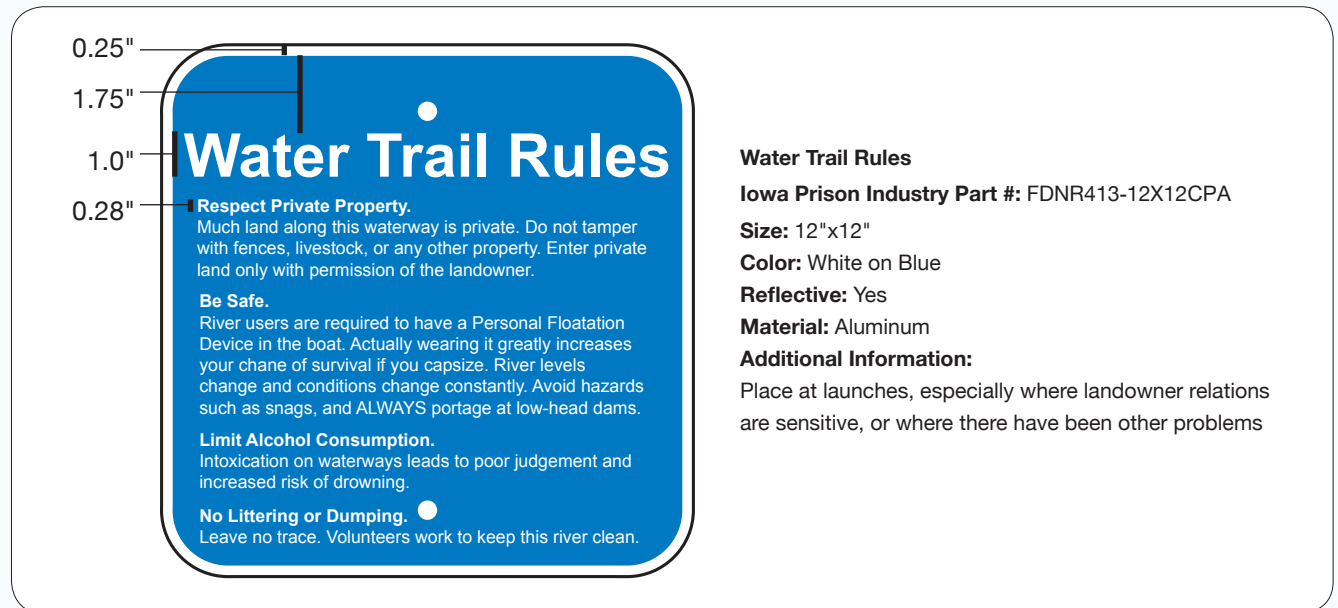 0.25"
1.75"
1.0"
0.28"
Water Trail Rules
Respect Private Property.
Much land along this waterway is private. Do not tamper
with fences, livestock, or any other property. Enter private
land only with permission of the landowner.
Be Safe.
River users are required to have a Personal Floatation
Device in the boat. Actually wearing it greatly increases
your chane of survival if you capsize. River levels
change and conditions change constantly. Avoid hazards
such as snags, and ALWAYS portage at low-head dams.
Limit Alcohol Consumption.
Intoxication on waterways leads to poor judgement and
increased risk of drowning.
No Littering or Dumping.
Leave no trace. Volunteers work to keep this river clean.
Water Trail Rules
Iowa Prison Industry Part #: FDNR413-12X12CPA
Size: 12"x12"
Color: White on Blue
Reflective: Yes
Material: Aluminum
Additional Information:
Place at launches, especially where landowner relations
are sensitive, or where there have been other problems